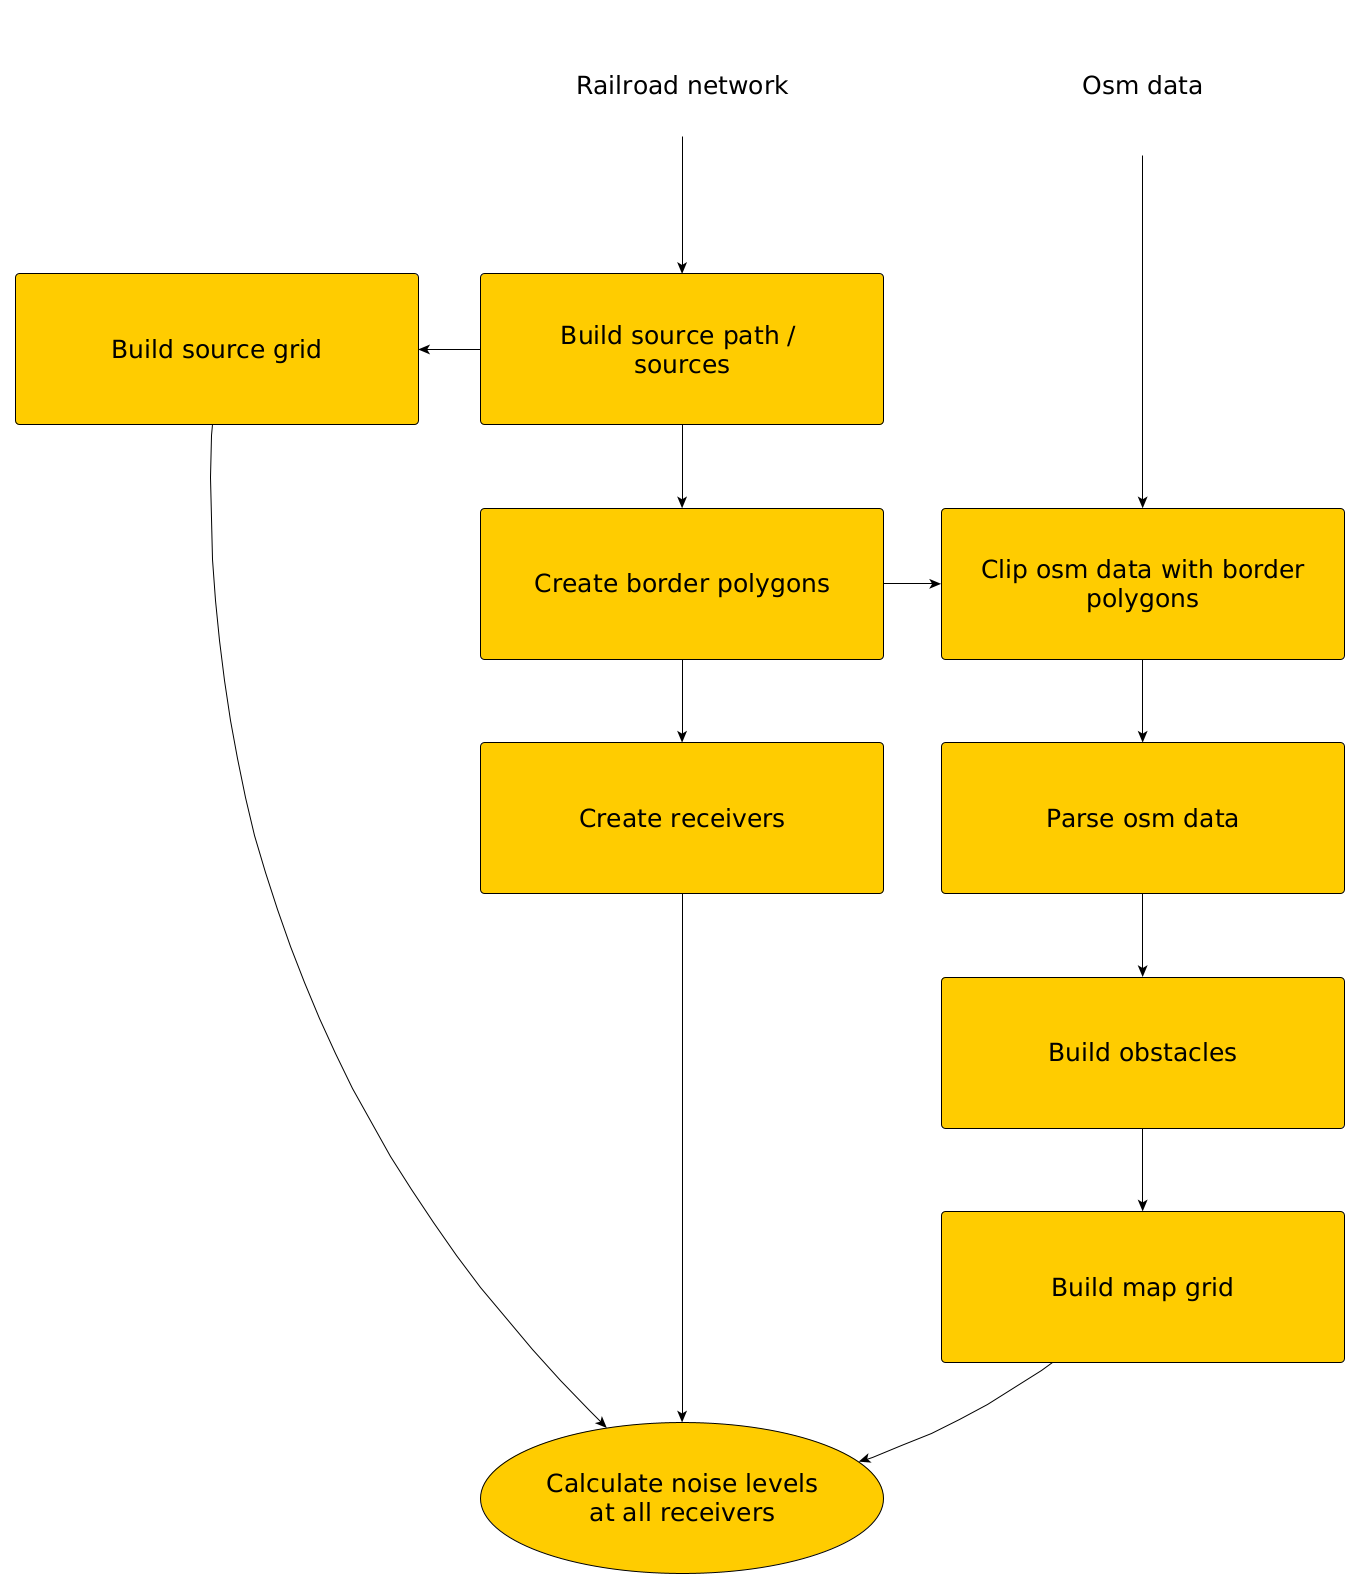 Railroad network
Osm data
Build source grid
Build source path /
sources
Create border polygons
Clip osm data with border
polygons
Create receivers
Parse osm data
Build obstacles
Build map grid
Calculate noise levels
at all receivers